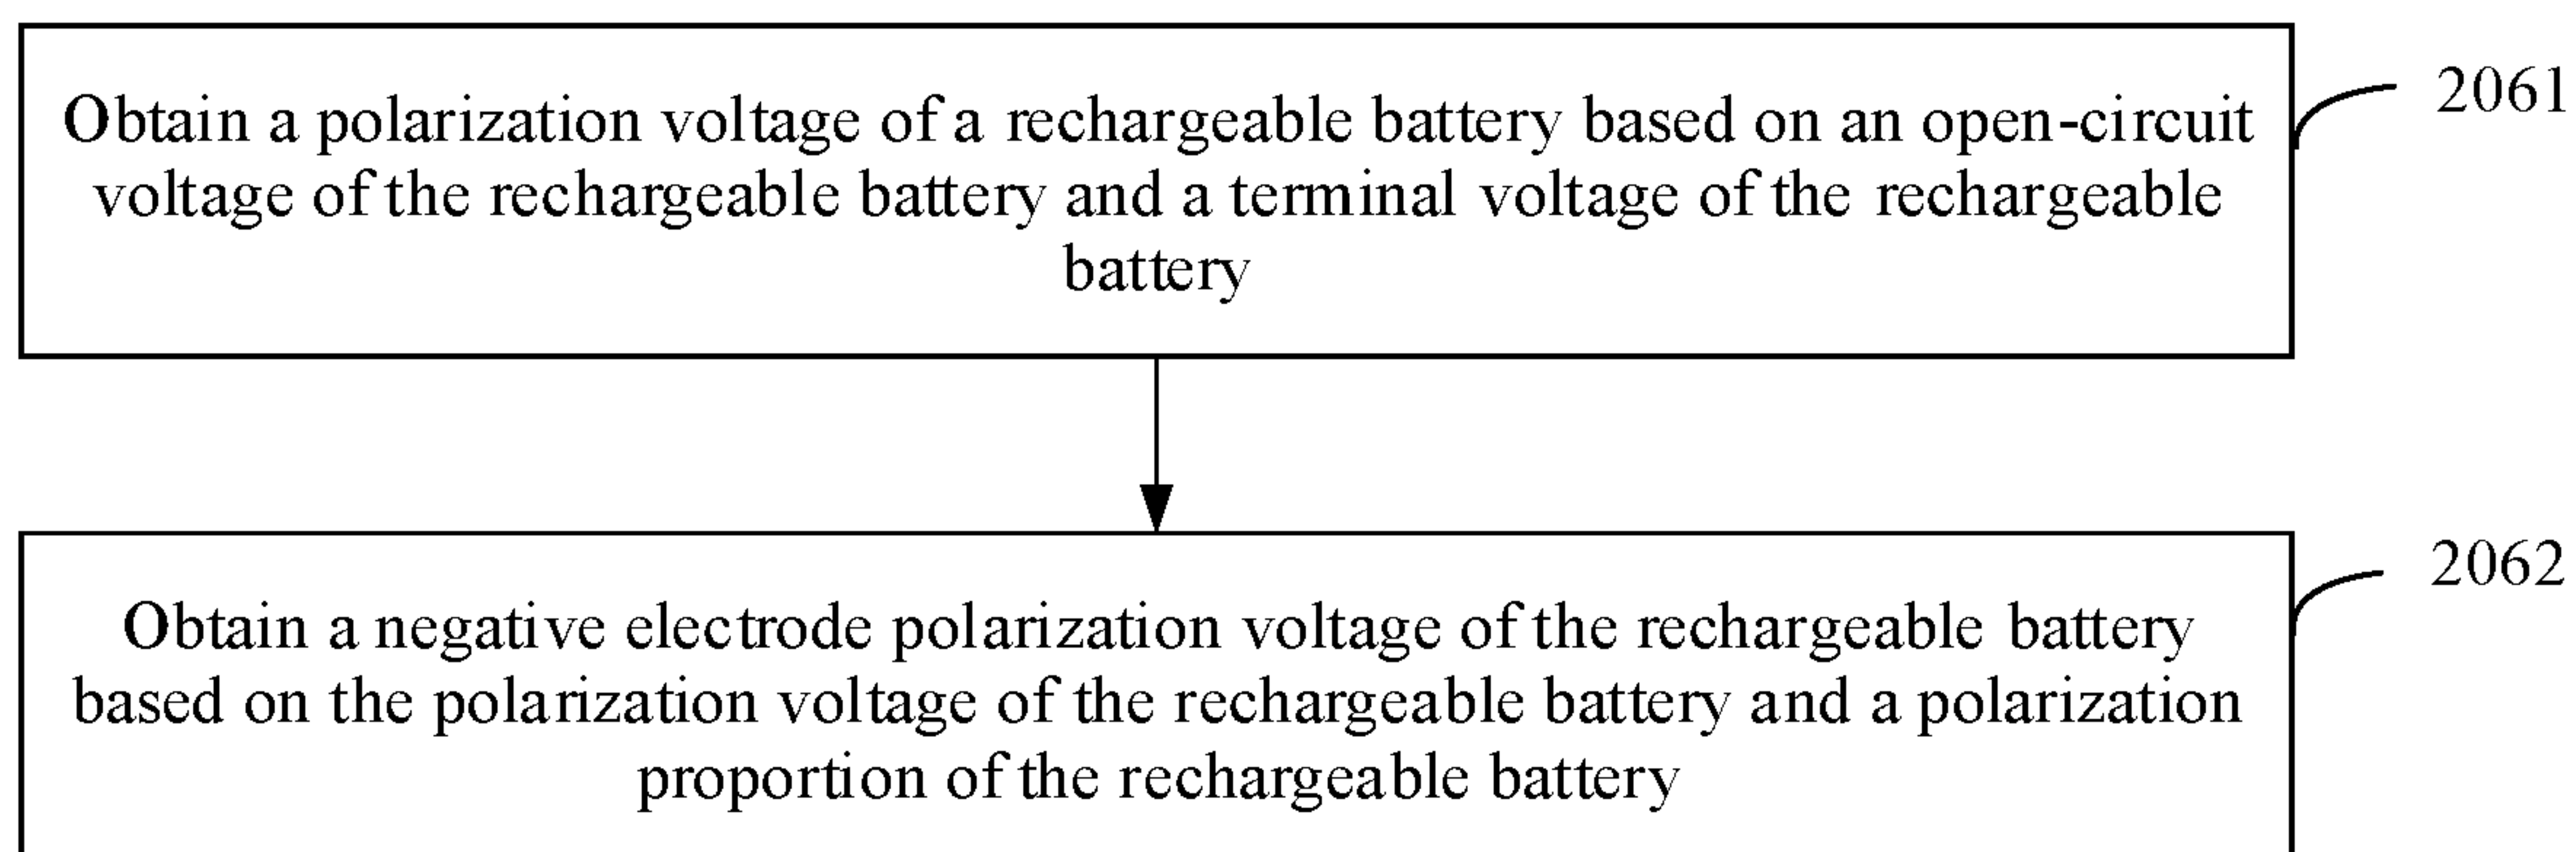 Obtain a polarization voltage of a rechargeable battery based on an open-circuit
voltage of the rechargeable battery and a terminal voltage of the rechargeable
battery
2061
Obtain a negative electrode polarization voltage of the rechargeable battery
based on the polarization voltage of the rechargeable battery and a polarization
proportion of the rechargeable battery
2062